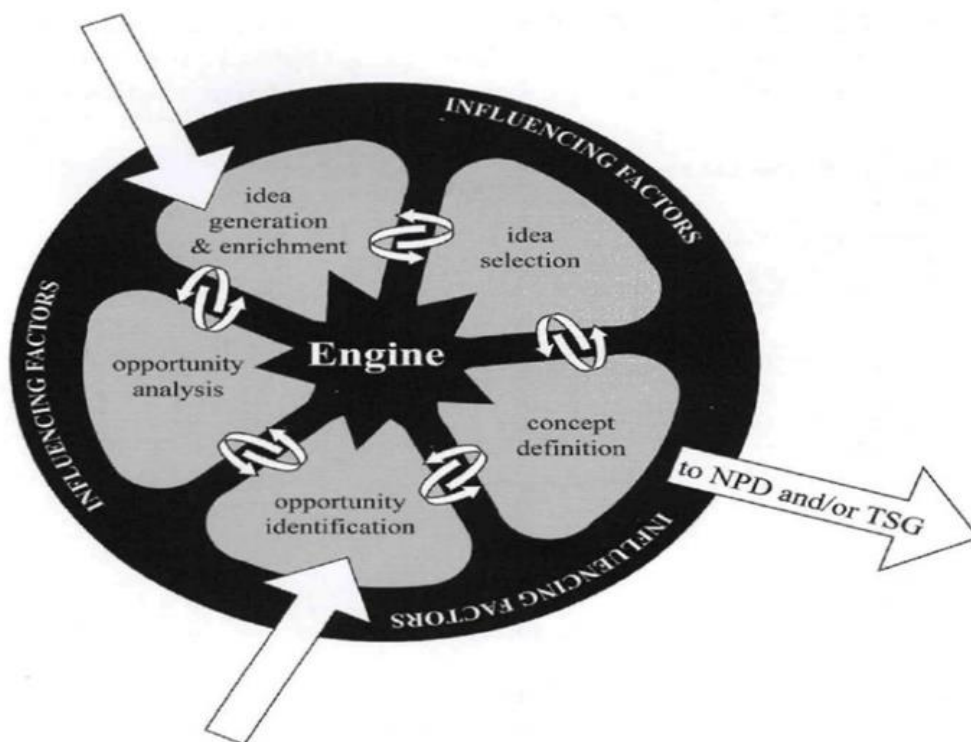 INFLUENCING FACTORS
idea
generation
& enrichment
idea
selection
Engine
INFLUENCING FACTORS
opportunity
analysis
concept
definition
opportunity
identification
to NPD and/or TSG
INFLUENCING FACTORS